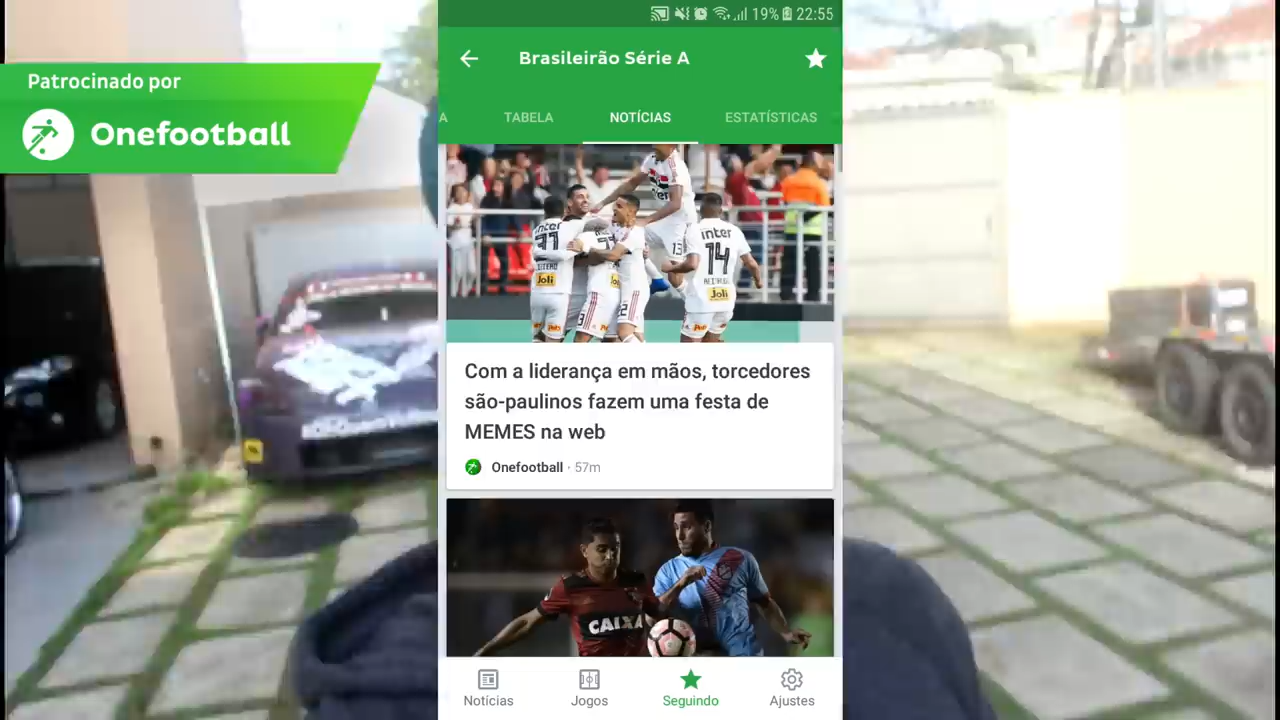 Patrocinado por
Onefootball
19% 22:55
Brasileirão Série A
A TABELA NOTÍCIAS ESTATÍSTICAS
inter
14
Joli
13
inter
Joli
Com a liderança em mãos, torcedores
são-paulinos fazem uma festa de
MEMES na web
Onefootball · 57m
CAIXA
Notícias Jogos Seguindo Ajustes